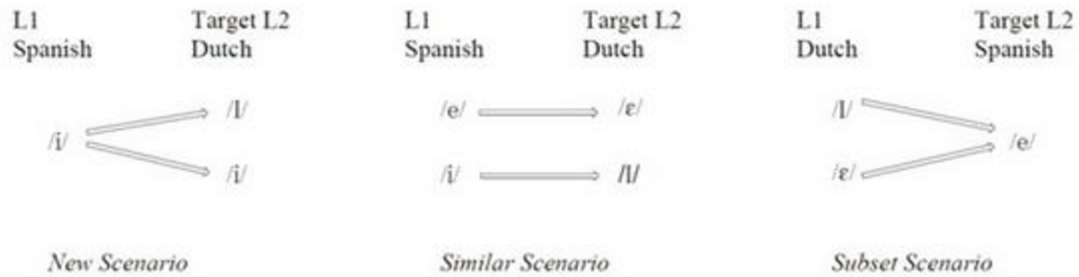 L1 Target L2 L1 Target L2 L1 Target L2
Spanish Dutch Spanish Dutch Dutch Spanish
/I/ /e/ /ɛ/ /I/
/i/ /e/
/i/ /i/ /I/ /ɛ/
New Scenario Similar Scenario Subset Scenario